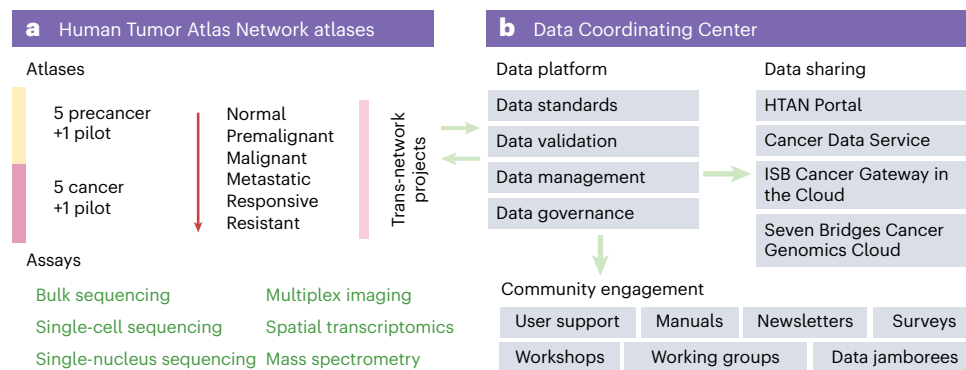 a Human Tumor Atlas Network atlases
Atlases
5 precancer
+1 pilot
5 cancer
+1 pilot
Normal
Premalignant
Malignant
Metastatic
Responsive
Resistant
Trans-network
projects
Assays
Bulk sequencing
Multiplex imaging
Single-cell sequencing
Spatial transcriptomics
Single-nucleus sequencing
Mass spectrometry
b Data Coordinating Center
Data platform
Data standards
Data validation
Data management
Data governance
Data sharing
HTAN Portal
Cancer Data Service
ISB Cancer Gateway in
the Cloud
Seven Bridges Cancer
Genomics Cloud
Community engagement
User support
Manuals
Newsletters
Surveys
Workshops
Working groups
Data jamborees